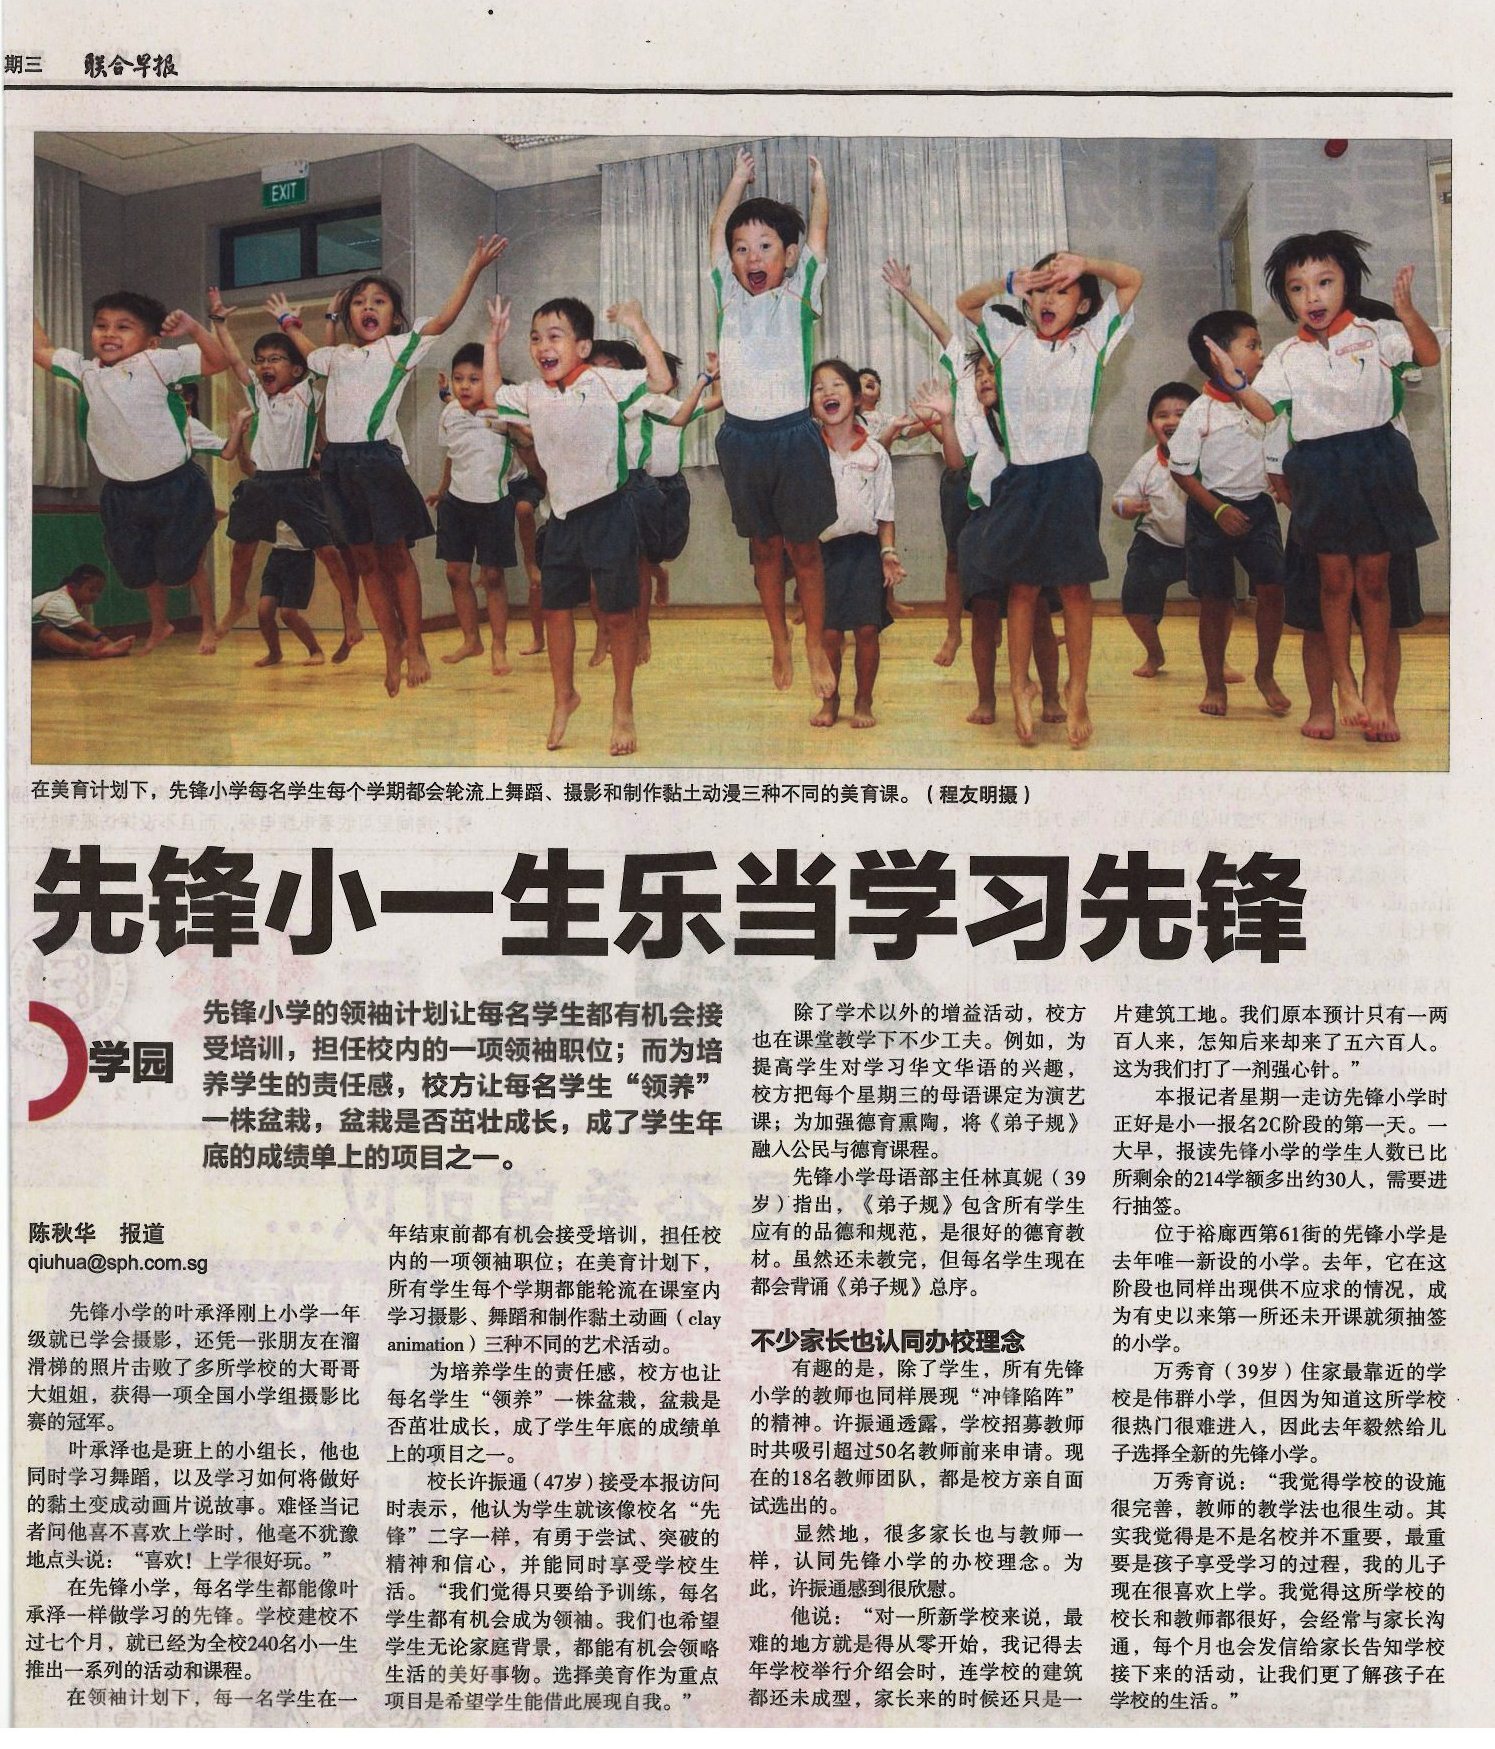 期三 联合早报
EXIT
在美育计划下，先锋小学每名学生每个学期都会轮流上舞蹈、摄影和制作黏土动漫三种不同的美育课。（程友明摄）
先锋小一生乐当学习先锋
学园
先锋小学的领袖计划让每名学生都有机会接
受培训，担任校内的一项领袖职位；而为培
养学生的责任感，校方让每名学生“领养”
一株盆栽，盆栽是否茁壮成长，成了学生年
底的成绩单上的项目之一。
陈秋华 报道
qiuhua@sph.com.sg
先锋小学的叶承泽刚上小学一年
级就已学会摄影，还凭一张朋友在溜
滑梯的照片击败了多所学校的大哥哥
大姐姐，获得一项全国小学组摄影比
赛的冠军。
叶承泽也是班上的小组长，他也
同时学习舞蹈，以及学习如何将做好
的黏土变成动画片说故事。难怪当记
者问他喜不喜欢上学时，他毫不犹豫
地点头说：“喜欢！上学很好玩。”
在先锋小学，每名学生都能像叶
承泽一样做学习的先锋。学校建校不
过七个月，就已经为全校240名小一生
推出一系列的活动和课程。
在领袖计划下，每一名学生在一
年结束前都有机会接受培训，担任校
内的一项领袖职位；在美育计划下，
所有学生每个学期都能轮流在课室内
学习摄影、舞蹈和制作黏土动画（clay
animation）三种不同的艺术活动。
为培养学生的责任感，校方也让
每名学生“领养”一株盆栽，盆栽是
否茁壮成长，成了学生年底的成绩单
上的项目之一。
校长许振通（47岁）接受本报访问
时表示，他认为学生就该像校名“先
锋”二字一样，有勇于尝试、突破的
精神和信心，并能同时享受学校生
活。“我们觉得只要给予训练，每名
学生都有机会成为领袖。我们也希望
学生无论家庭背景，都能有机会领略
生活的美好事物。选择美育作为重点
项目是希望学生能借此展现自我。”
除了学术以外的增益活动，校方
也在课堂教学下不少工夫。例如，为
提高学生对学习华文华语的兴趣，
校方把每个星期三的母语课定为演艺
课；为加强德育熏陶，将《弟子规》
融入公民与德育课程。
先锋小学母语部主任林真妮（39
岁）指出，《弟子规》包含所有学生
应有的品德和规范，是很好的德育教
材。虽然还未教完，但每名学生现在
都会背诵《弟子规》总序。
不少家长也认同办校理念
有趣的是，除了学生，所有先锋
小学的教师也同样展现“冲锋陷阵”
的精神。许振通透露，学校招募教师
时共吸引超过50名教师前来申请。现
在的18名教师团队，都是校方亲自面
试选出的。
显然地，很多家长也与教师一
样，认同先锋小学的办校理念。为
此，许振通感到很欣慰。
他说：“对一所新学校来说，最
难的地方就是得从零开始，我记得去
年学校举行介绍会时，连学校的建筑
都还未成型，家长来的时候还只是一
片建筑工地。我们原本预计只有一两
百人来，怎知后来却来了五六百人。
这为我们打了一剂强心针。”
本报记者星期一走访先锋小学时
正好是小一报名2C阶段的第一天。一
大早，报读先锋小学的学生人数已比
所剩余的214学额多出约30人，需要进
行抽签。
位于裕廊西第61街的先锋小学是
去年唯一新设的小学。去年，它在这
阶段也同样出现供不应求的情况，成
为有史以来第一所还未开课就须抽签
的小学。
万秀育（39岁）住家最靠近的学
校是伟群小学，但因为知道这所学校
很热门很难进入，因此去年毅然给儿
子选择全新的先锋小学。
万秀育说：“我觉得学校的设施
很完善，教师的教学法也很生动。其
实我觉得是不是名校并不重要，最重
要是孩子享受学习的过程，我的儿子
现在很喜欢上学。我觉得这所学校的
校长和教师都很好，会经常与家长沟
通，每个月也会发信给家长告知学校
接下来的活动，让我们更了解孩子在
学校的生活。”